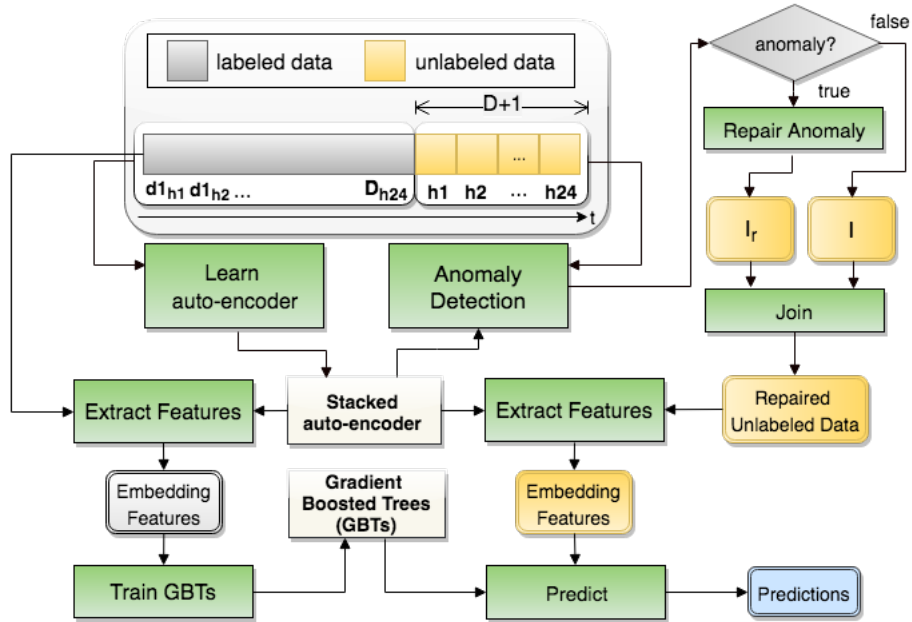 labeled data
unlabeled data
D+1
...
d1h1 d1h2 ...
Dh24
h1 h2 ... h24
t
anomaly?
false
true
Repair Anomaly
Ir
I
Join
Repaired
Unlabeled Data
Learn
auto-encoder
Anomaly
Detection
Extract Features
Stacked
auto-encoder
Extract Features
Embedding
Features
Gradient
Boosted Trees
(GBTs)
Embedding
Features
Train GBTs
Predict
Predictions